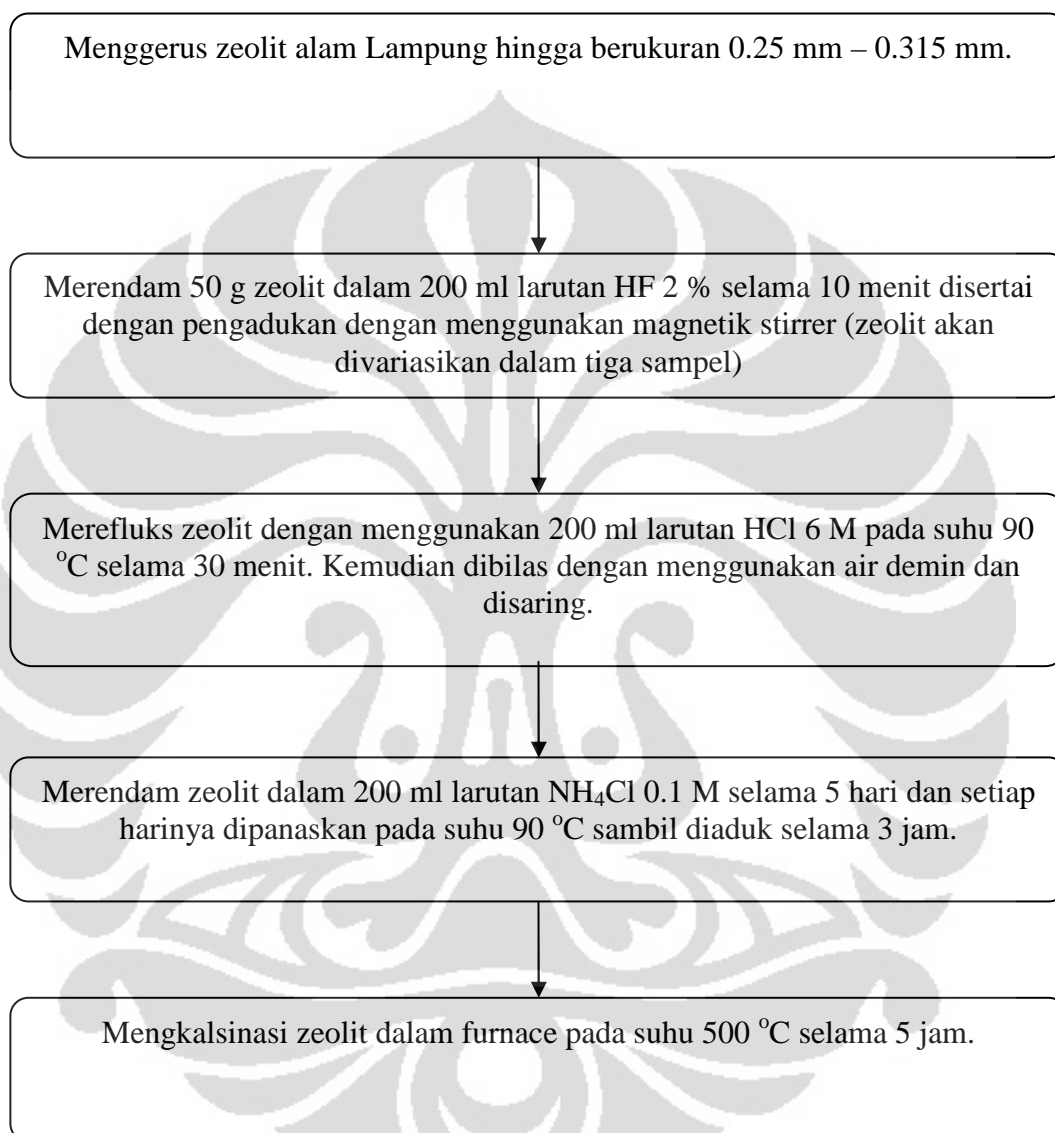 Menggerus zeolit alam Lampung hingga berukuran 0.25 mm – 0.315 mm.
Merendam 50 g zeolit dalam 200 ml larutan HF 2 % selama 10 menit disertai
dengan pengadukan dengan menggunakan magnetik stirrer (zeolit akan
divariasikan dalam tiga sampel)
Merefluks zeolit dengan menggunakan 200 ml larutan HCl 6 M pada suhu 90
°C selama 30 menit. Kemudian dibilas dengan menggunakan air demin dan
disaring.
Merendam zeolit dalam 200 ml larutan NH₄Cl 0.1 M selama 5 hari dan setiap
harinya dipanaskan pada suhu 90 °C sambil diaduk selama 3 jam.
Mengkalsinasi zeolit dalam furnace pada suhu 500 °C selama 5 jam.